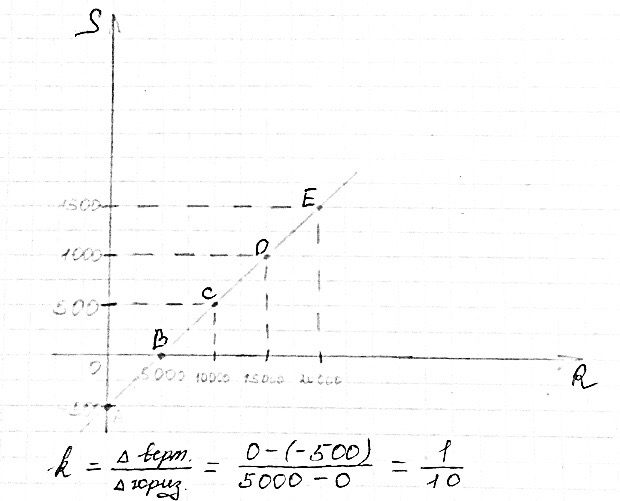 S
E
1500
D
1000
C
500
B
0 5000 10000 15000 20000
R
k = Δ верт. / Δ гориз. = 0-(-500) / 5000-0 = 1 / 10